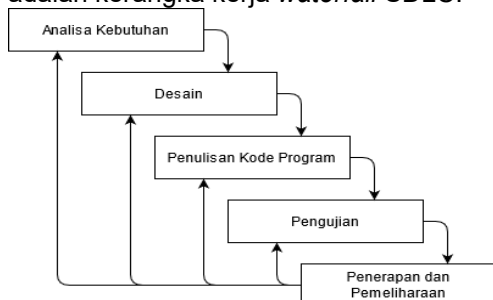 adalah kerangka kerja waterfall SDLC.
Analisa Kebutuhan
Desain
Penulisan Kode Program
Pengujian
Penerapan dan
Pemeliharaan